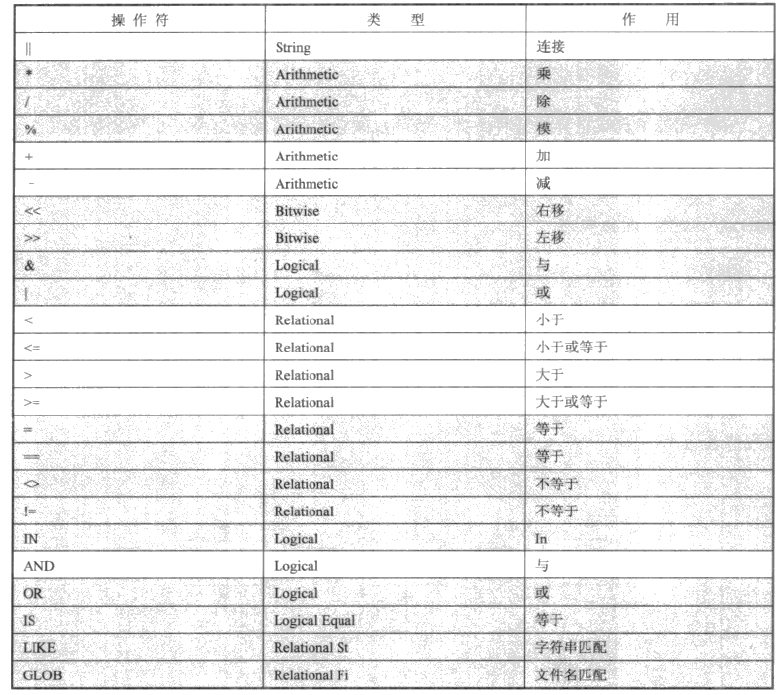 操作符 类型 作用
|| String 连接
* Arithmetic 乘
/ Arithmetic 除
% Arithmetic 模
+ Arithmetic 加
- Arithmetic 减
<< Bitwise 右移
>> Bitwise 左移
& Logical 与
| Logical 或
< Relational 小于
<= Relational 小于或等于
> Relational 大于
>= Relational 大于或等于
= Relational 等于
== Relational 等于
<> Relational 不等于
!= Relational 不等于
IN Logical In
AND Logical 与
OR Logical 或
IS Logical Equal 等于
LIKE Relational St 字符串匹配
GLOB Relational Fi 文件名匹配